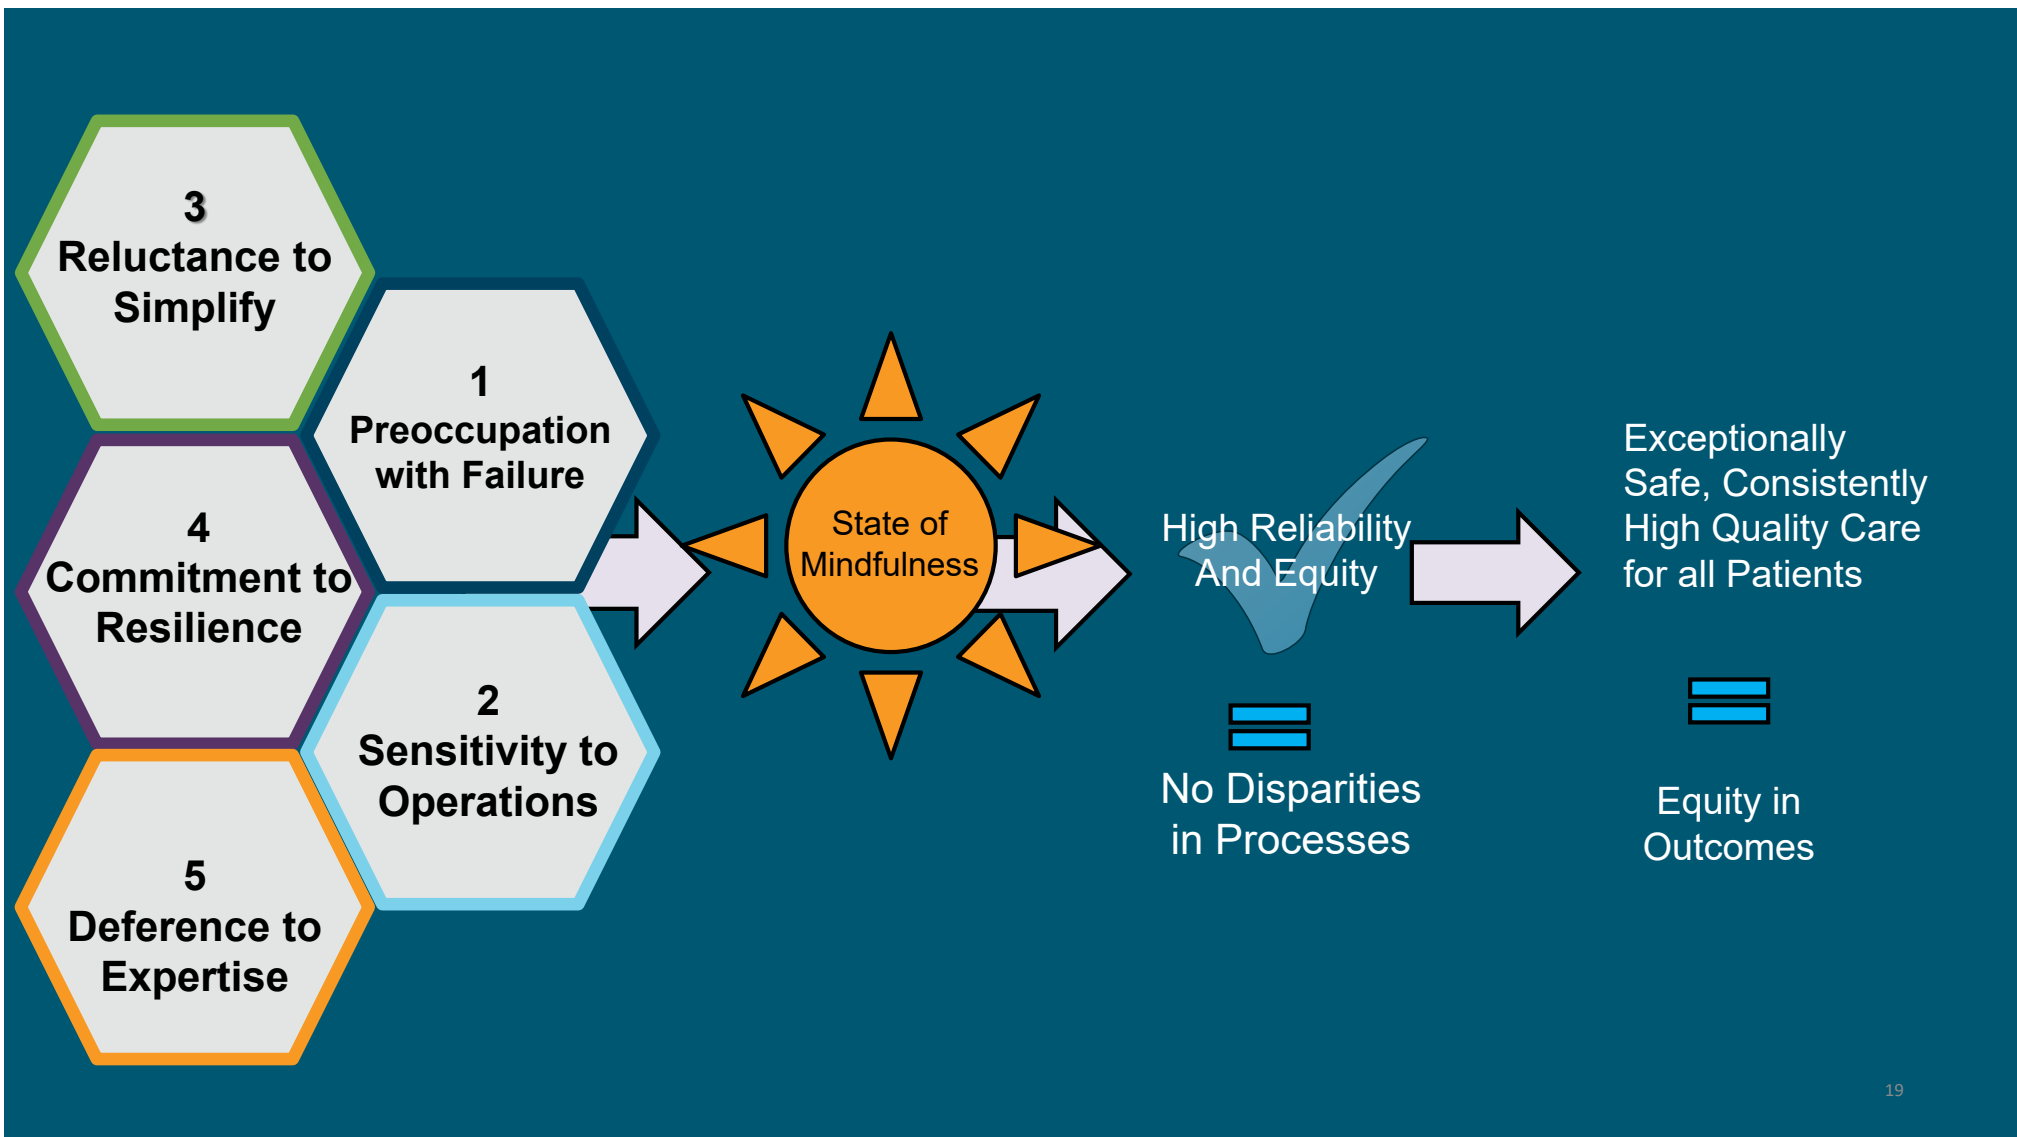 3
Reluctance to
Simplify
1
Preoccupation
with Failure
4
Commitment to
Resilience
2
Sensitivity to
Operations
5
Deference to
Expertise
State of
Mindfulness
High Reliability
And Equity
No Disparities
in Processes
Exceptionally
Safe, Consistently
High Quality Care
for all Patients
Equity in
Outcomes
19